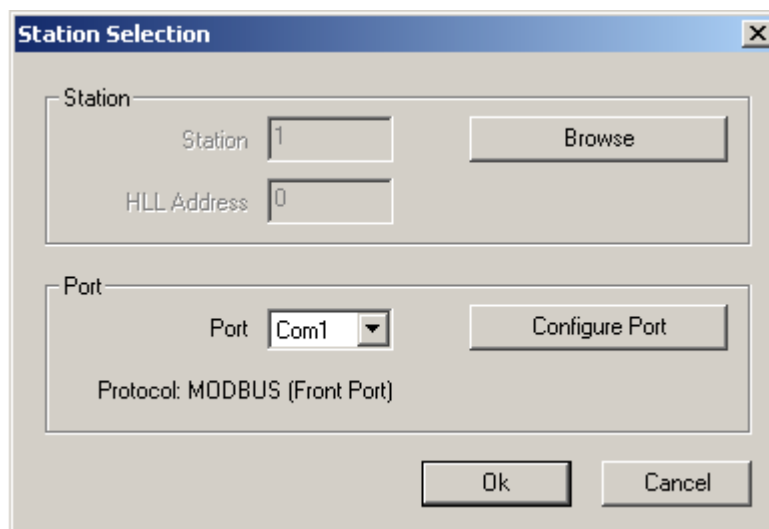 Station Selection
Station
Station 1 Browse
HLL Address 0
Port
Port Com1 Configure Port
Protocol: MODBUS (Front Port)
Ok Cancel